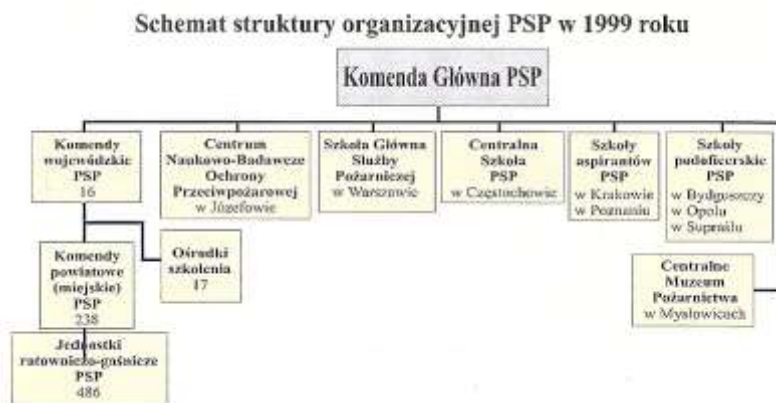 Schemat struktury organizacyjnej PSP w 1999 roku
Komenda Główna PSP
Komendy
wojewódzkie
PSP
16
Centrum
Naukowo-Badawcze
Ochrony
Przeciwpożarowej
w Józefowie
Szkoła Główna
Służby
Pożarniczej
w Warszawie
Centralna
Szkoła
PSP
w Częstochowie
Szkoły
aspirantów
PSP
w Krakowie
w Poznaniu
Szkoły
podoficerskie
PSP
w Bydgoszczy
w Opolu
w Supraślu
Komendy
powiatowe
(miejskie)
PSP
238
Ośrodki
szkolenia
17
Centralne
Muzeum
Pożarnictwa
w Mysłowicach
Jednostki
ratowniczo-gaśnicze
PSP
486